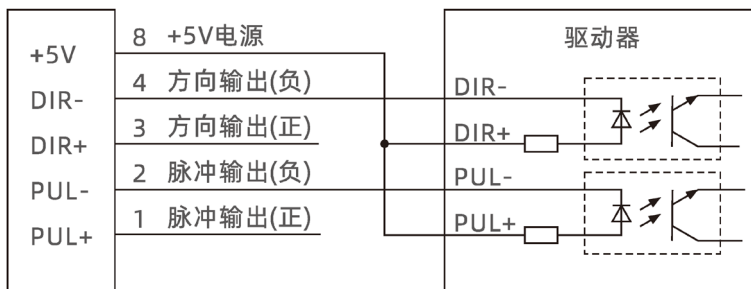 8 +5V电源
驱动器
+5V
4 方向输出(负)
DIR-
DIR-
3 方向输出(正)
DIR+
DIR+
2 脉冲输出(负)
PUL-
PUL-
1 脉冲输出(正)
PUL+
PUL+